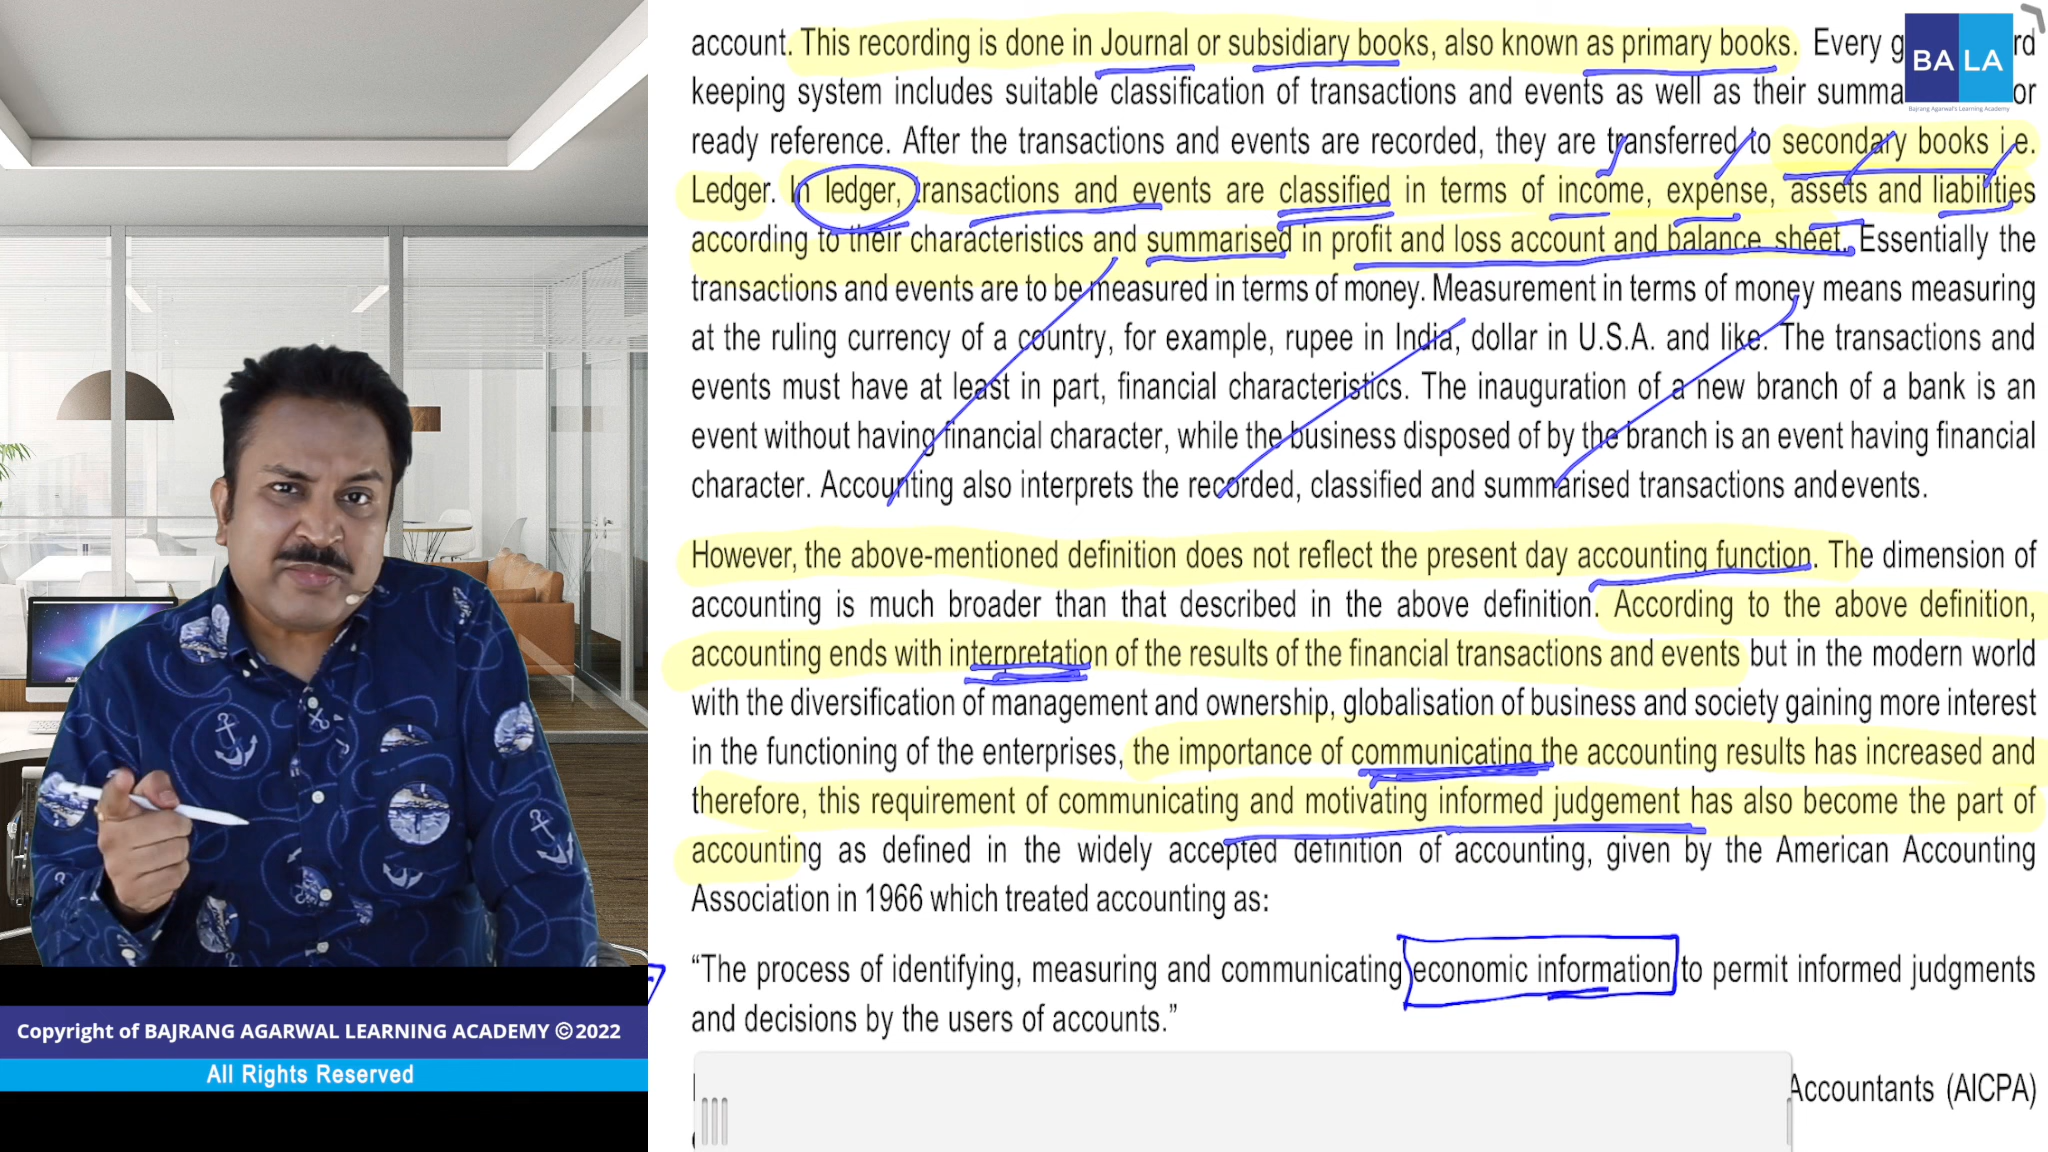 account. This recording is done in Journal or subsidiary books, also known as primary books. Every
keeping system includes suitable classification of transactions and events as well as their
ready reference. After the transactions and events are recorded, they are transferred to secondary books i.e.
Ledger. In ledger, transactions and events are classified in terms of income, expense, assets and liabilities
according to their characteristics and summarised in profit and loss account and balance sheet. Essentially the
transactions and events are to be measured in terms of money. Measurement in terms of money means measuring
at the ruling currency of a country, for example, rupee in India, dollar in U.S.A. and like. The transactions and
events must have at least in part, financial characteristics. The inauguration of a new branch of a bank is an
event without having financial character, while the business disposed of by the branch is an event having financial
character. Accounting also interprets the recorded, classified and summarised transactions and events.
However, the above-mentioned definition does not reflect the present day accounting function. The dimension of
accounting is much broader than that described in the above definition. According to the above definition,
accounting ends with interpretation of the results of the financial transactions and events but in the modern world
with the diversification of management and ownership, globalisation of business and society gaining more interest
in the functioning of the enterprises, the importance of communicating the accounting results has increased and
therefore, this requirement of communicating and motivating informed judgement has also become the part of
accounting as defined in the widely accepted definition of accounting, given by the American Accounting
Association in 1966 which treated accounting as:
“The process of identifying, measuring and communicating economic information to permit informed judgments
and decisions by the users of accounts.”
Accountants (AICPA)
BA LA
Bajrang Agarwal's Learning Academy
Copyright of BAJRANG AGARWAL LEARNING ACADEMY ©2022
All Rights Reserved